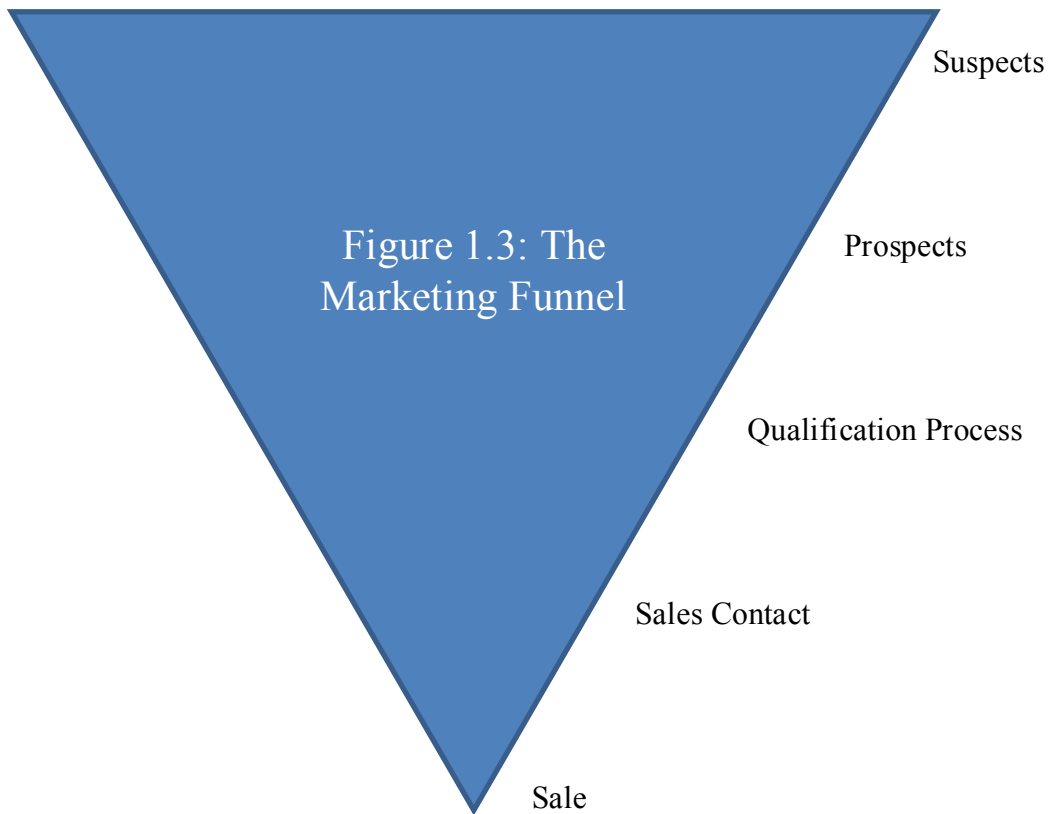 Suspects
Figure 1.3: The
Marketing Funnel
Prospects
Qualification Process
Sales Contact
Sale